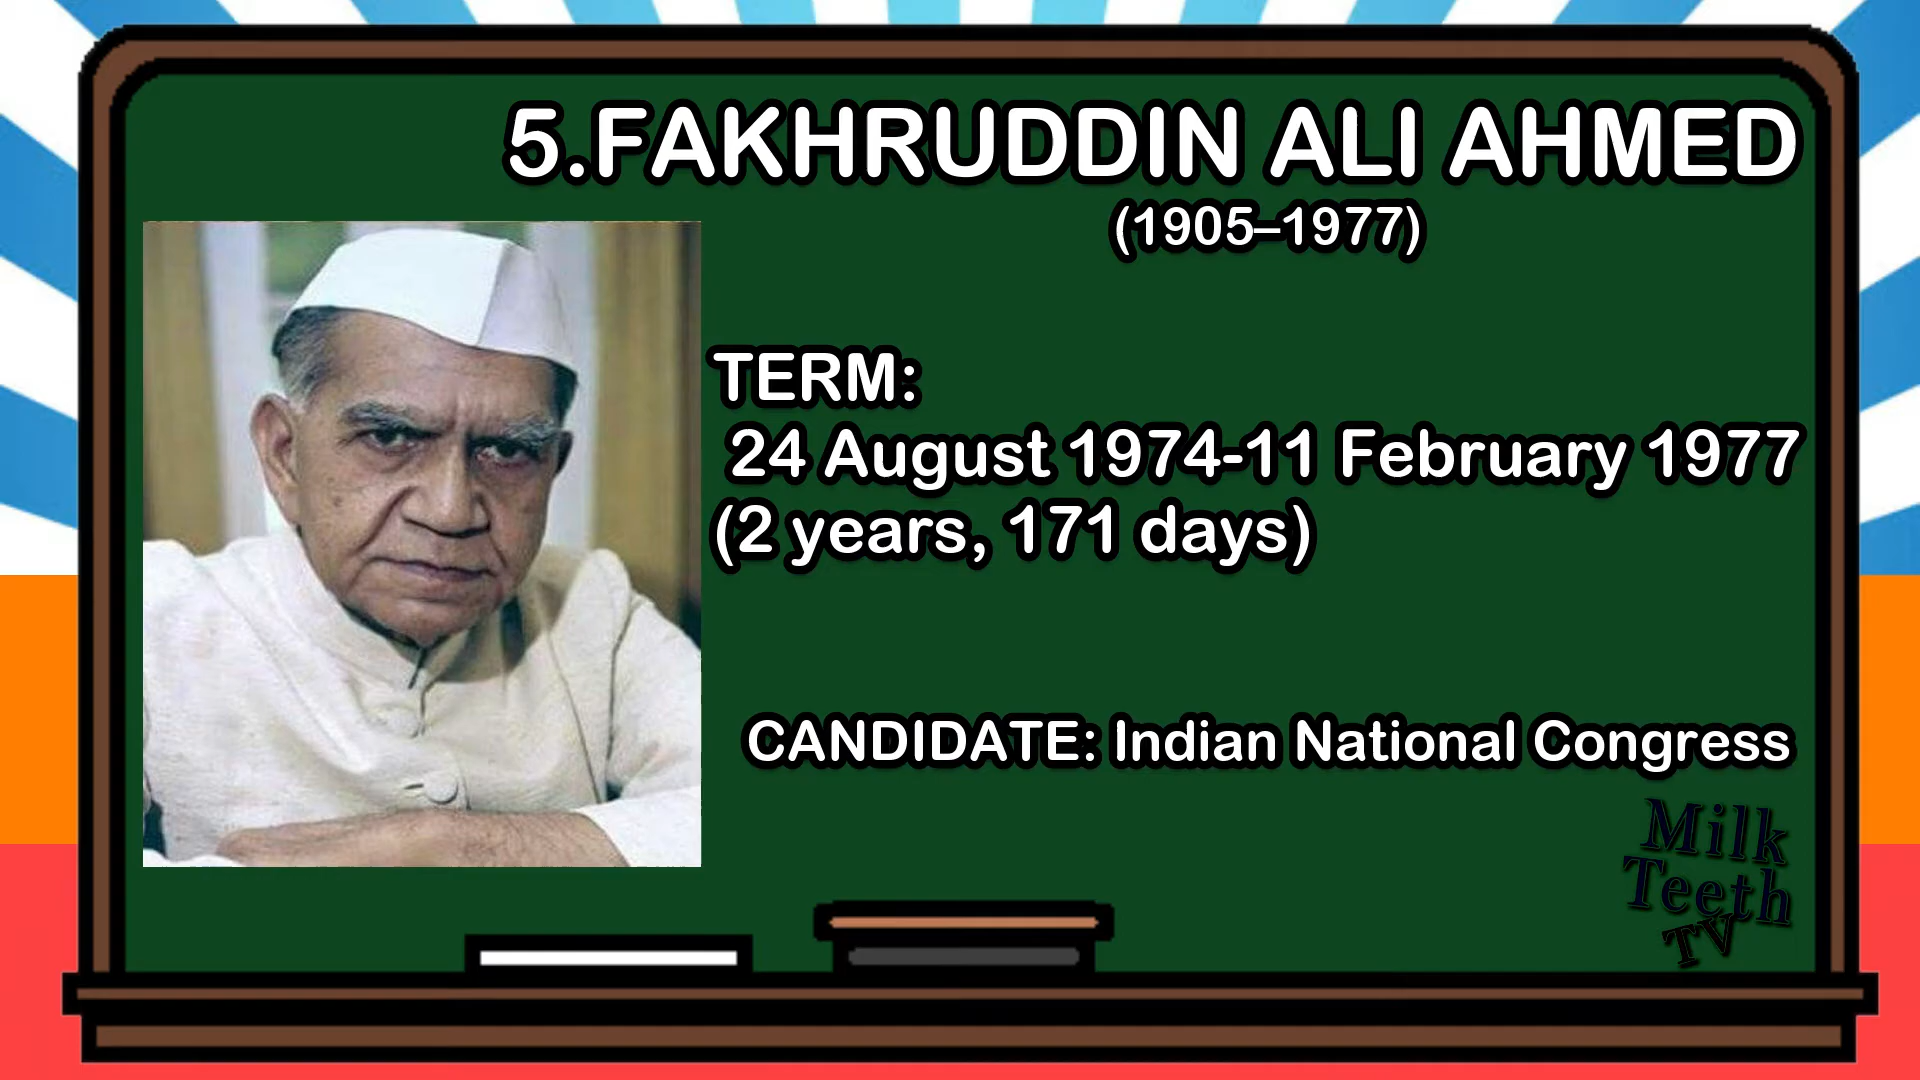 5.FAKHRUDDIN ALI AHMED
(1905–1977)
TERM:
24 August 1974-11 February 1977
(2 years, 171 days)
CANDIDATE: Indian National Congress
Milk
Teeth
TV